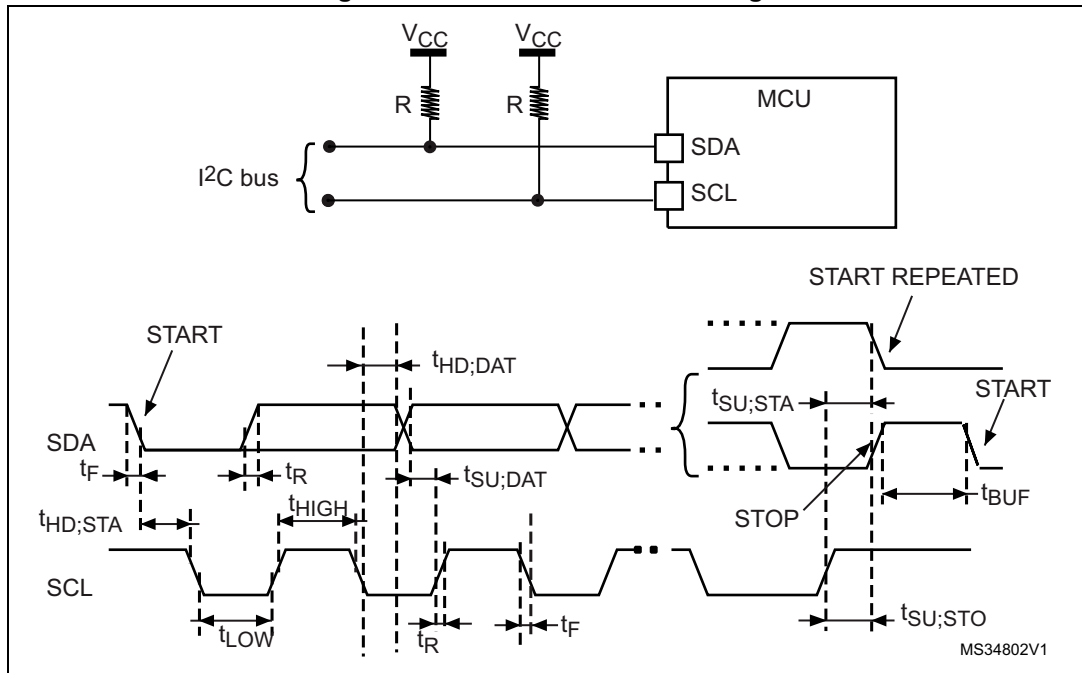 VCC
VCC
R
R
MCU
SDA
SCL
I2C bus
START REPEATED
START
tHD;DAT
START
tSU;STA
SDA
tF
tR
tSU;DAT
tHIGH
STOP
tBUF
tHD;STA
SCL
tLOW
tR
tF
tSU;STO
MS34802V1